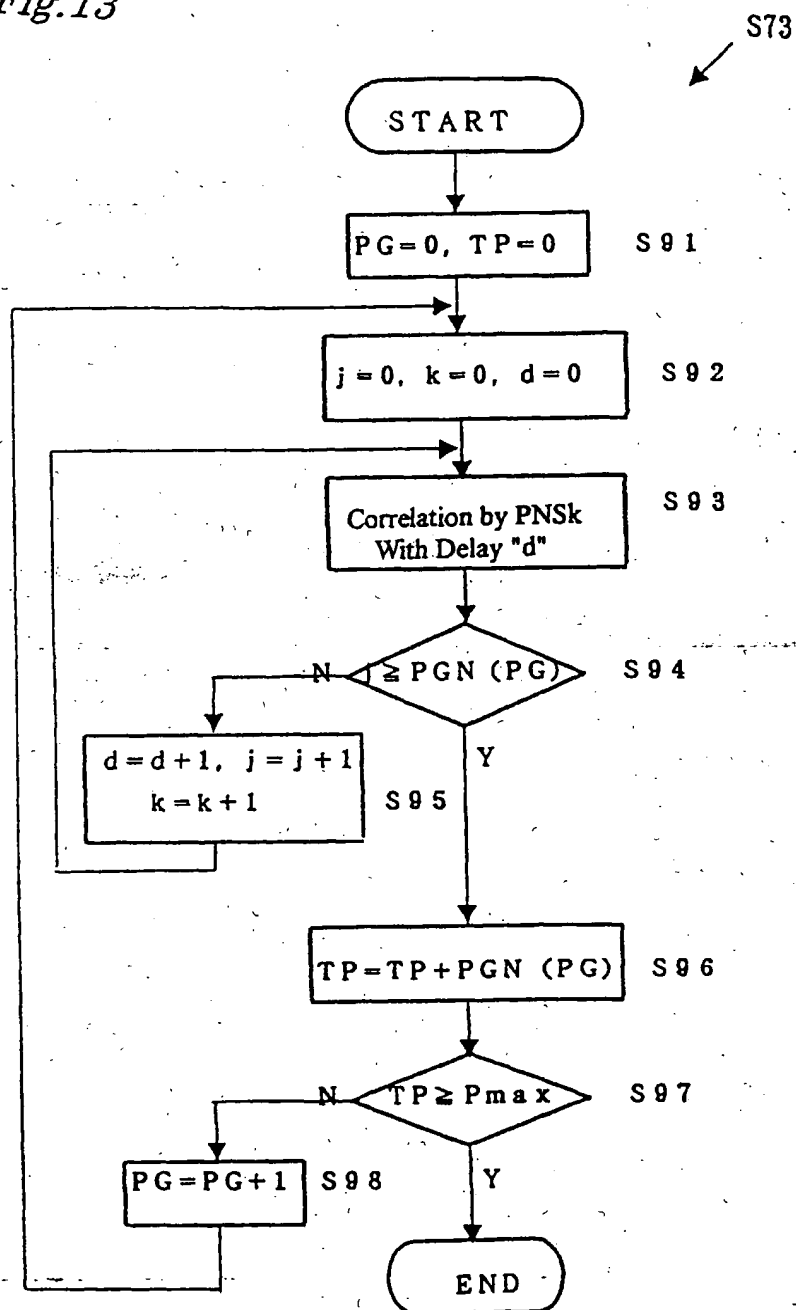 Fig.13
S73
START
PG=0, TP=0 S91
j=0, k=0, d=0 S92
Correlation by PNSk
With Delay "d"
S93
N j≧PGN (PG) S94
Y
d=d+1, j=j+1
k=k+1
S95
TP=TP+PGN (PG) S96
N TP≧Pmax S97
Y
PG=PG+1 S98
END